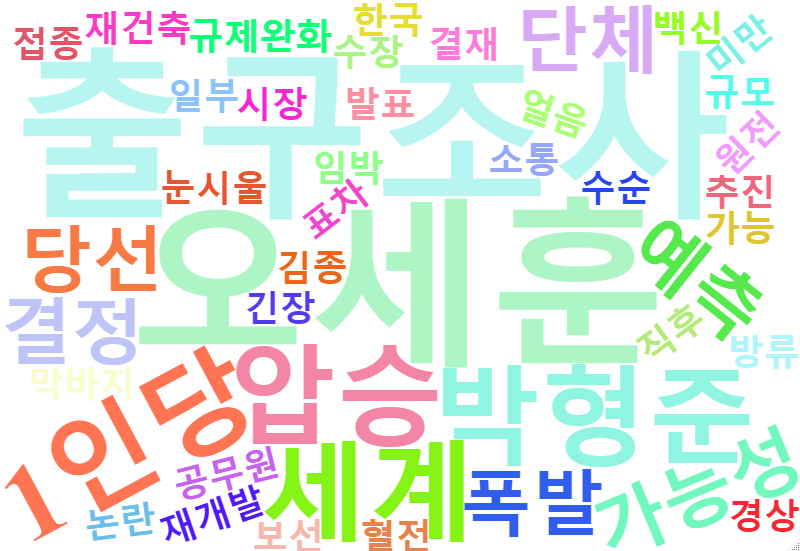 한국
단체
백신
접종
재건축
규제완화
수장
결재
미만
출구조사
일부
시장
발표
얼음
규모
원전
임박
소통
눈시울
표차
수순
추진
오세훈
가능
당선
김종
예측
결정
긴장
직후
방류
막바지
1인당
압승
박형준
공무원
세계
폭발
가능성
논란
재개발
보선
혈전
경상